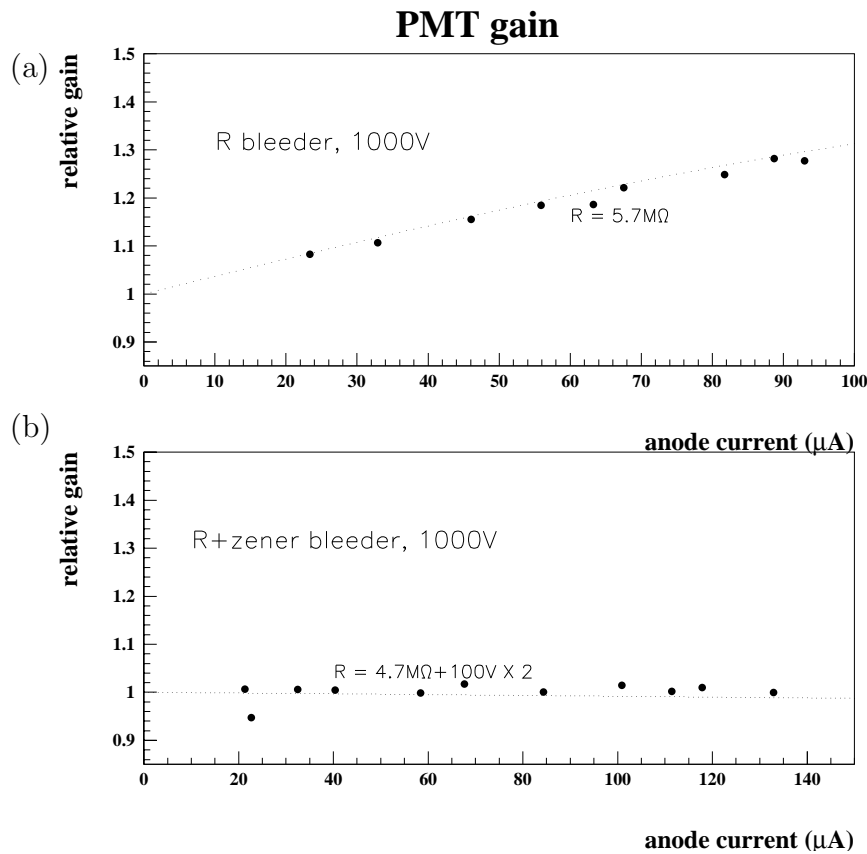 PMT gain
(a)
relative gain
1.5
1.4
1.3
1.2
1.1
1
0.9
R bleeder, 1000V
R = 5.7MΩ
0 10 20 30 40 50 60 70 80 90 100
anode current (μA)
(b)
relative gain
1.5
1.4
1.3
1.2
1.1
1
0.9
R+zener bleeder, 1000V
R = 4.7MΩ+100V X 2
0 20 40 60 80 100 120 140
anode current (μA)